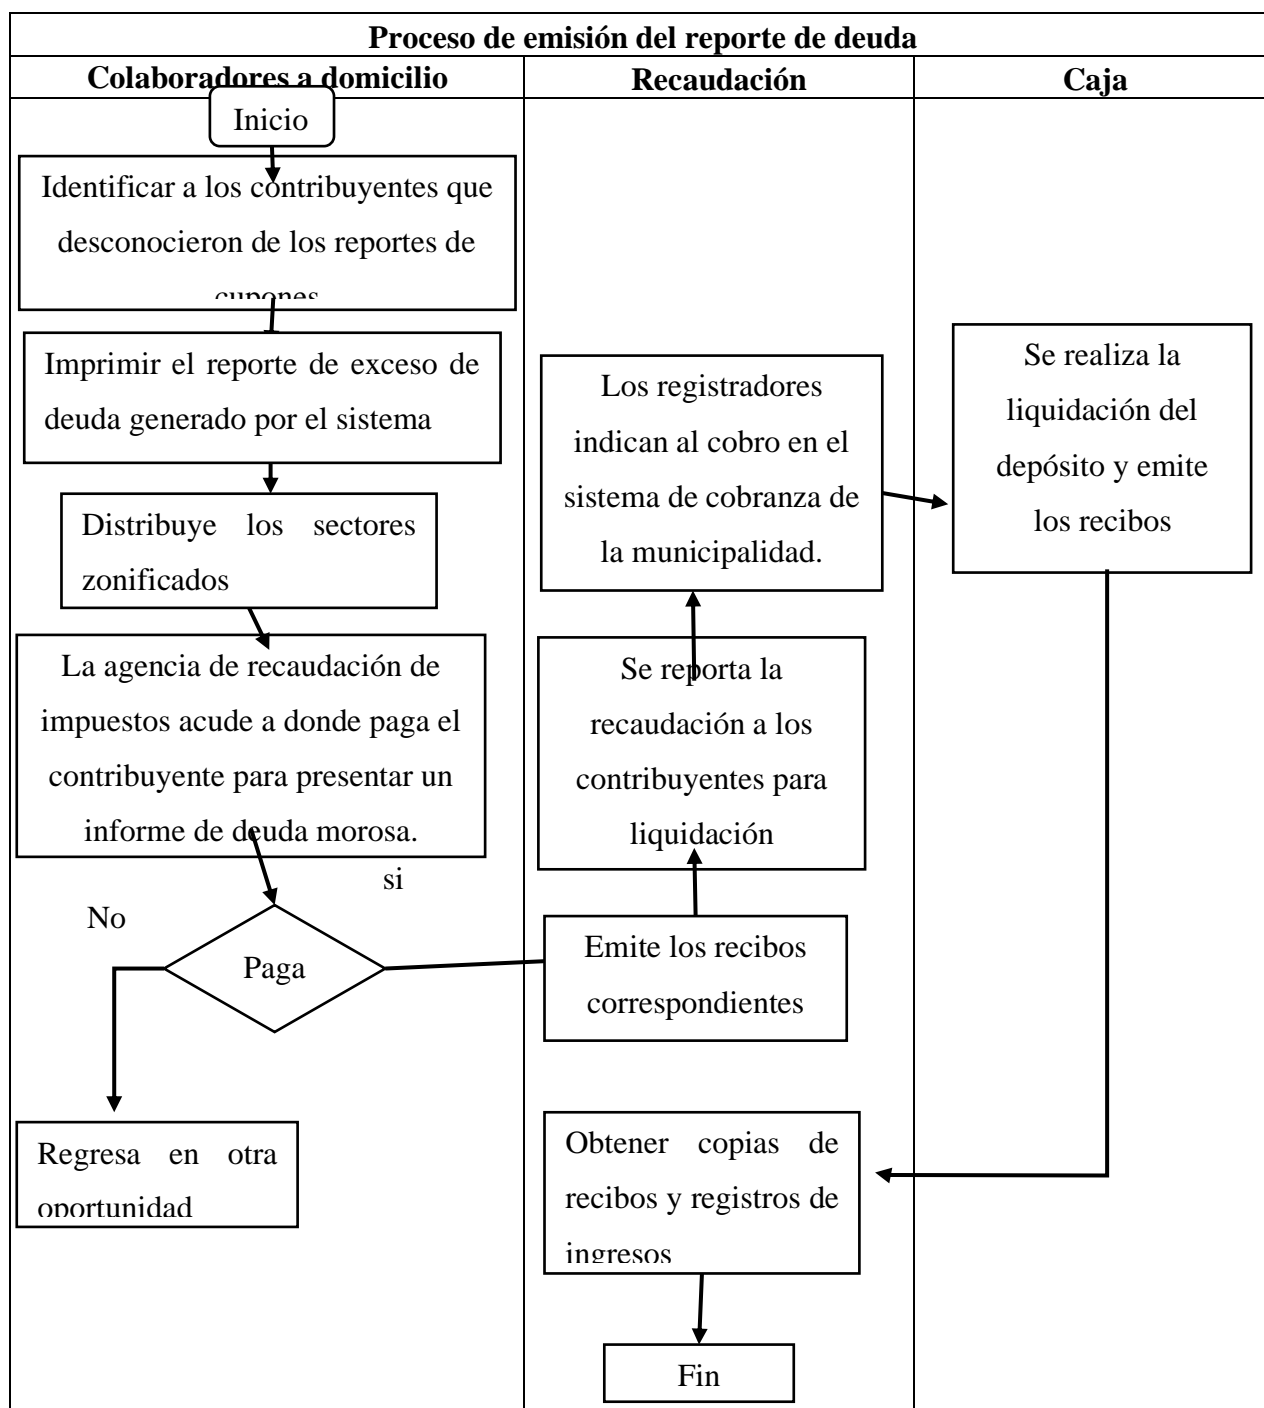 Proceso de emisión del reporte de deuda
Colaboradores a domicilio
Recaudación
Caja
Inicio
Identificar a los contribuyentes que
desconocieron de los reportes de
cupones
Imprimir el reporte de exceso de
deuda generado por el sistema
Distribuye los sectores
zonificados
La agencia de recaudación de
impuestos acude a donde paga el
contribuyente para presentar un
informe de deuda morosa.
si
No
Paga
Regresa en otra
oportunidad
Los registradores
indican al cobro en el
sistema de cobranza de
la municipalidad.
Se reporta la
recaudación a los
contribuyentes para
liquidación
Emite los recibos
correspondientes
Obtener copias de
recibos y registros de
ingresos
Fin
Se realiza la
liquidación del
depósito y emite
los recibos